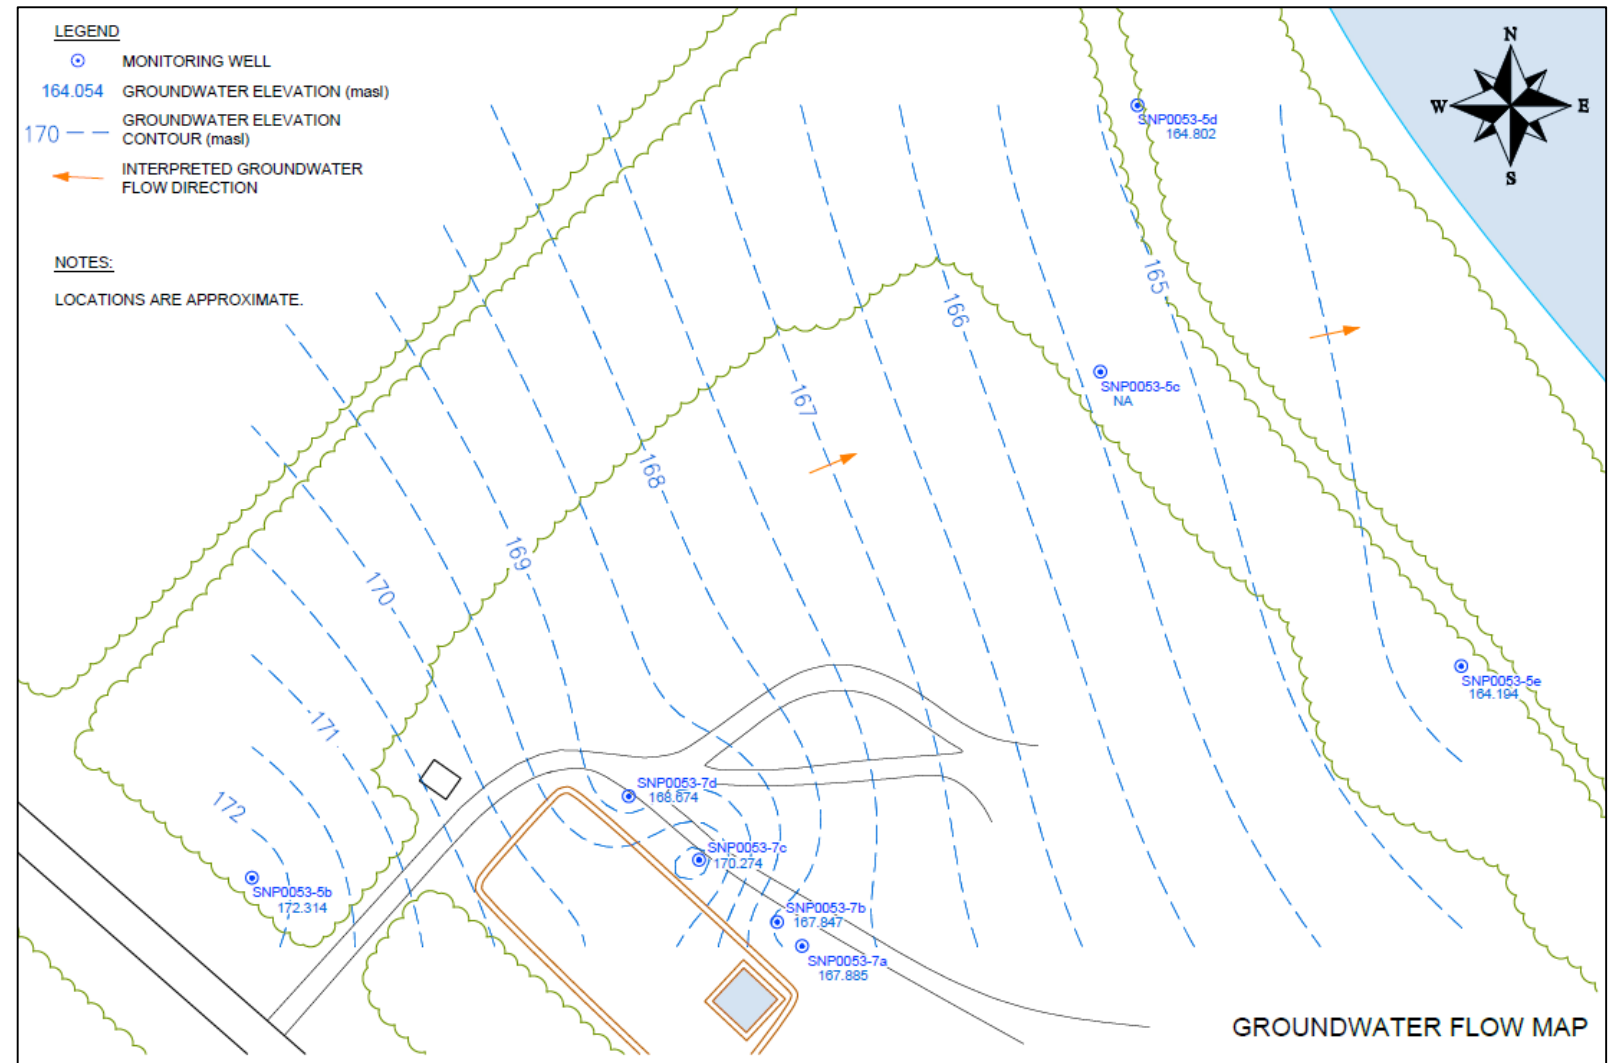 LEGEND
MONITORING WELL
164.054 GROUNDWATER ELEVATION (masl)
170 GROUNDWATER ELEVATION
CONTOUR (masl)
INTERPRETED GROUNDWATER
FLOW DIRECTION
NOTES:
LOCATIONS ARE APPROXIMATE.
N
W
E
S
SNP0053-5d
164.802
165
166
SNP0053-5c
NA
167
168
169
170
SNP0053-5e
164.194
171
172
SNP0053-7d
168.674
SNP0053-7c
170.274
SNP0053-5b
172.314
SNP0053-7b
167.847
SNP0053-7a
167.885
GROUNDWATER FLOW MAP